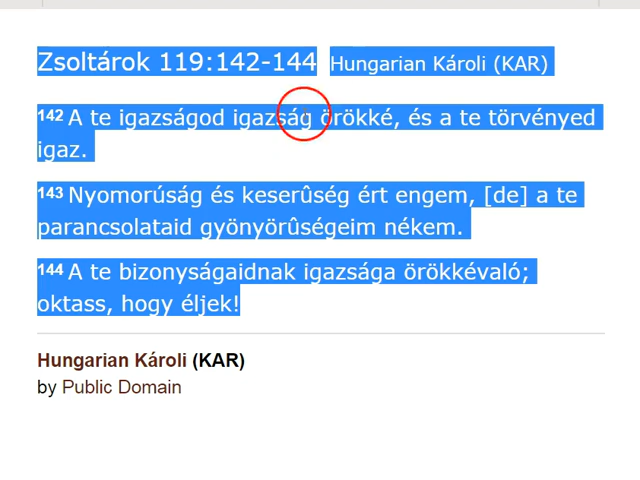 Zsoltárok 119:142-144 Hungarian Károli (KAR)
142 A te igazságod igazság örökké, és a te törvényed
igaz.
143 Nyomorúság és keserûség ért engem, [de] a te
parancsolataid gyönyörûségeim nékem.
144 A te bizonyságaidnak igazsága örökkévaló;
oktass, hogy éljek!
Hungarian Károli (KAR)
by Public Domain